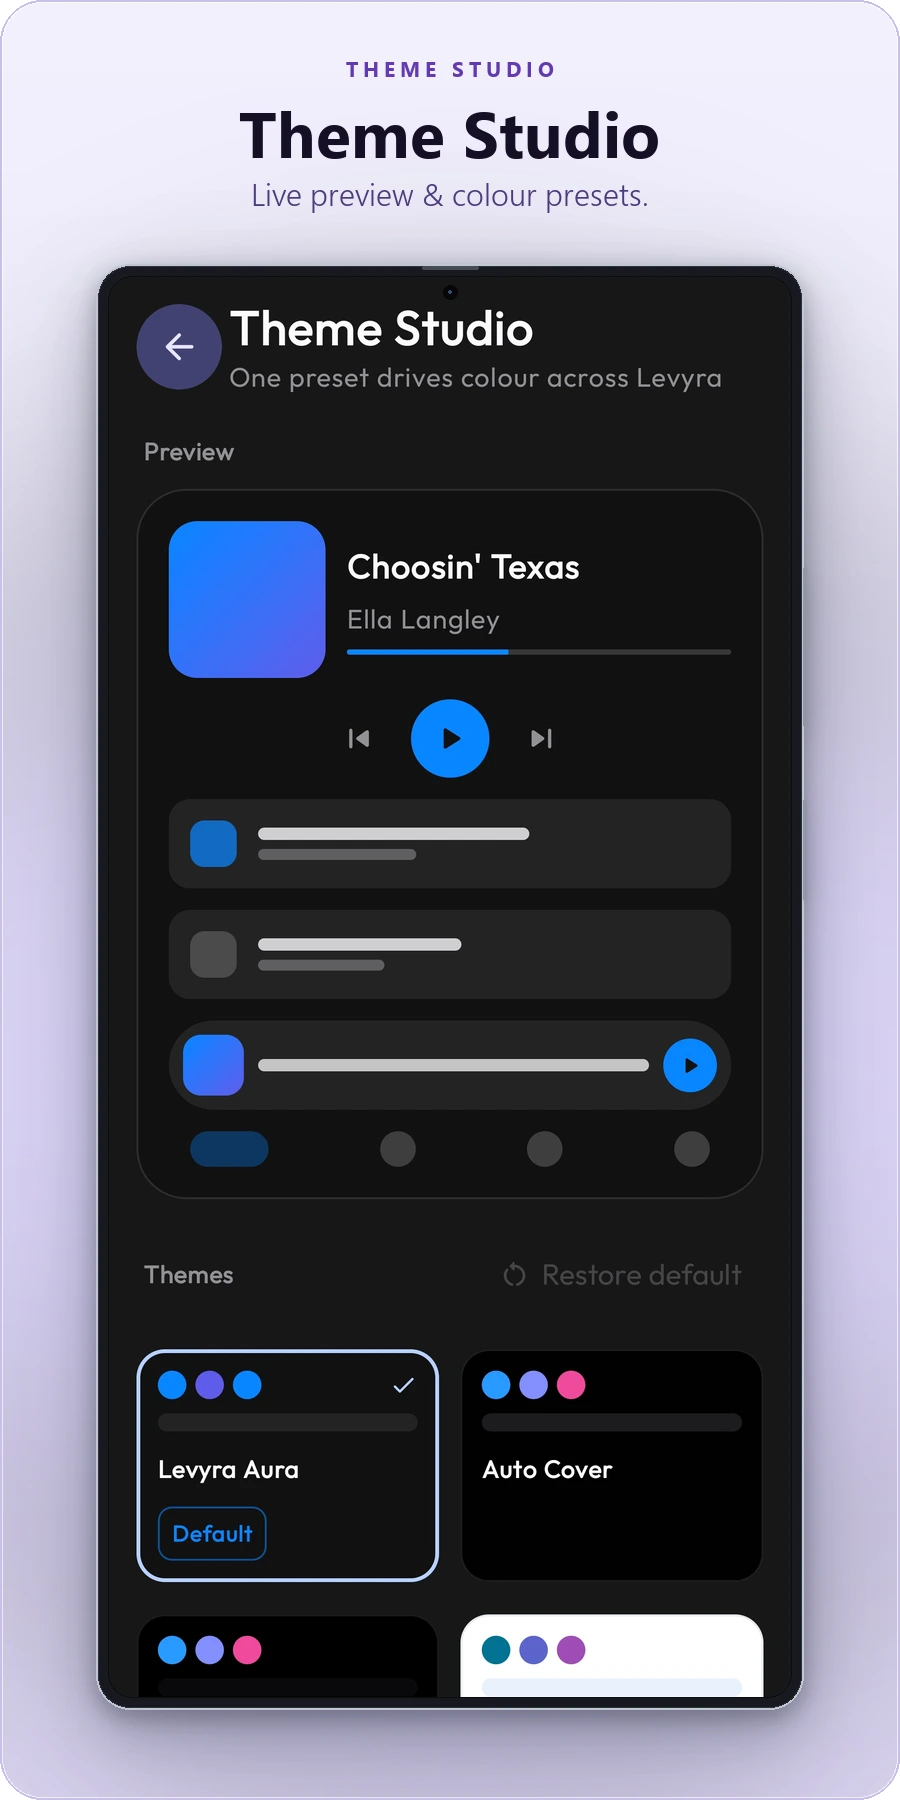 THEME STUDIO
Theme Studio
Live preview & colour presets.
Theme Studio
One preset drives colour across Levyra
Preview
Choosin' Texas
Ella Langley
Themes
Restore default
Levyra Aura
Auto Cover
Default